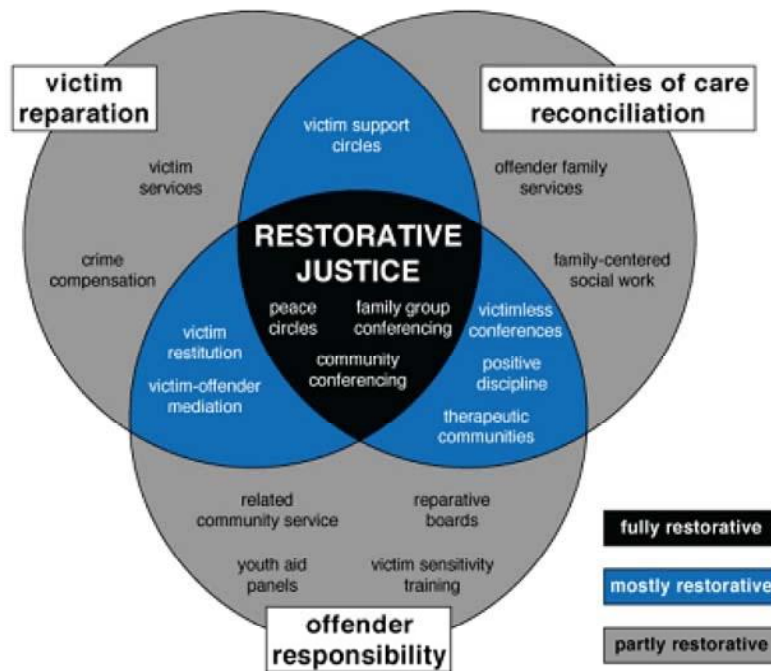 victim
reparation
communities of care
reconciliation
victim support
circles
victim
services
offender family
services
crime
compensation
family-centered
social work
RESTORATIVE
JUSTICE
peace
circles
family group
conferencing
community
conferencing
victim
restitution
victim-offender
mediation
victimless
conferences
positive
discipline
therapeutic
communities
related
community service
reparative
boards
youth aid
panels
victim sensitivity
training
offender
responsibility
fully restorative
mostly restorative
partly restorative